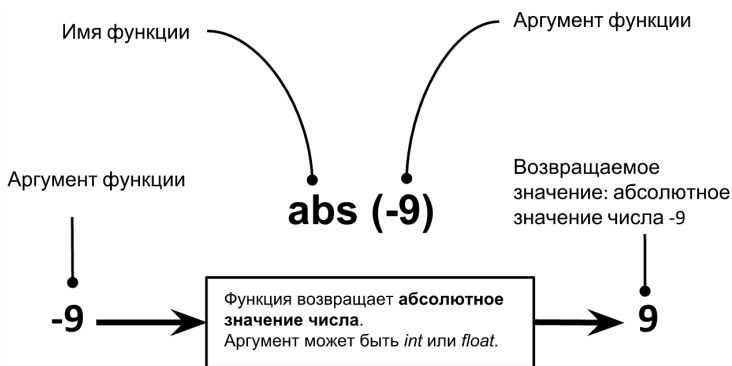 Имя функции
Аргумент функции
Аргумент функции
abs (-9)
Возвращаемое
значение: абсолютное
значение числа -9
-9
Функция возвращает абсолютное
значение числа.
Аргумент может быть int или float.
9